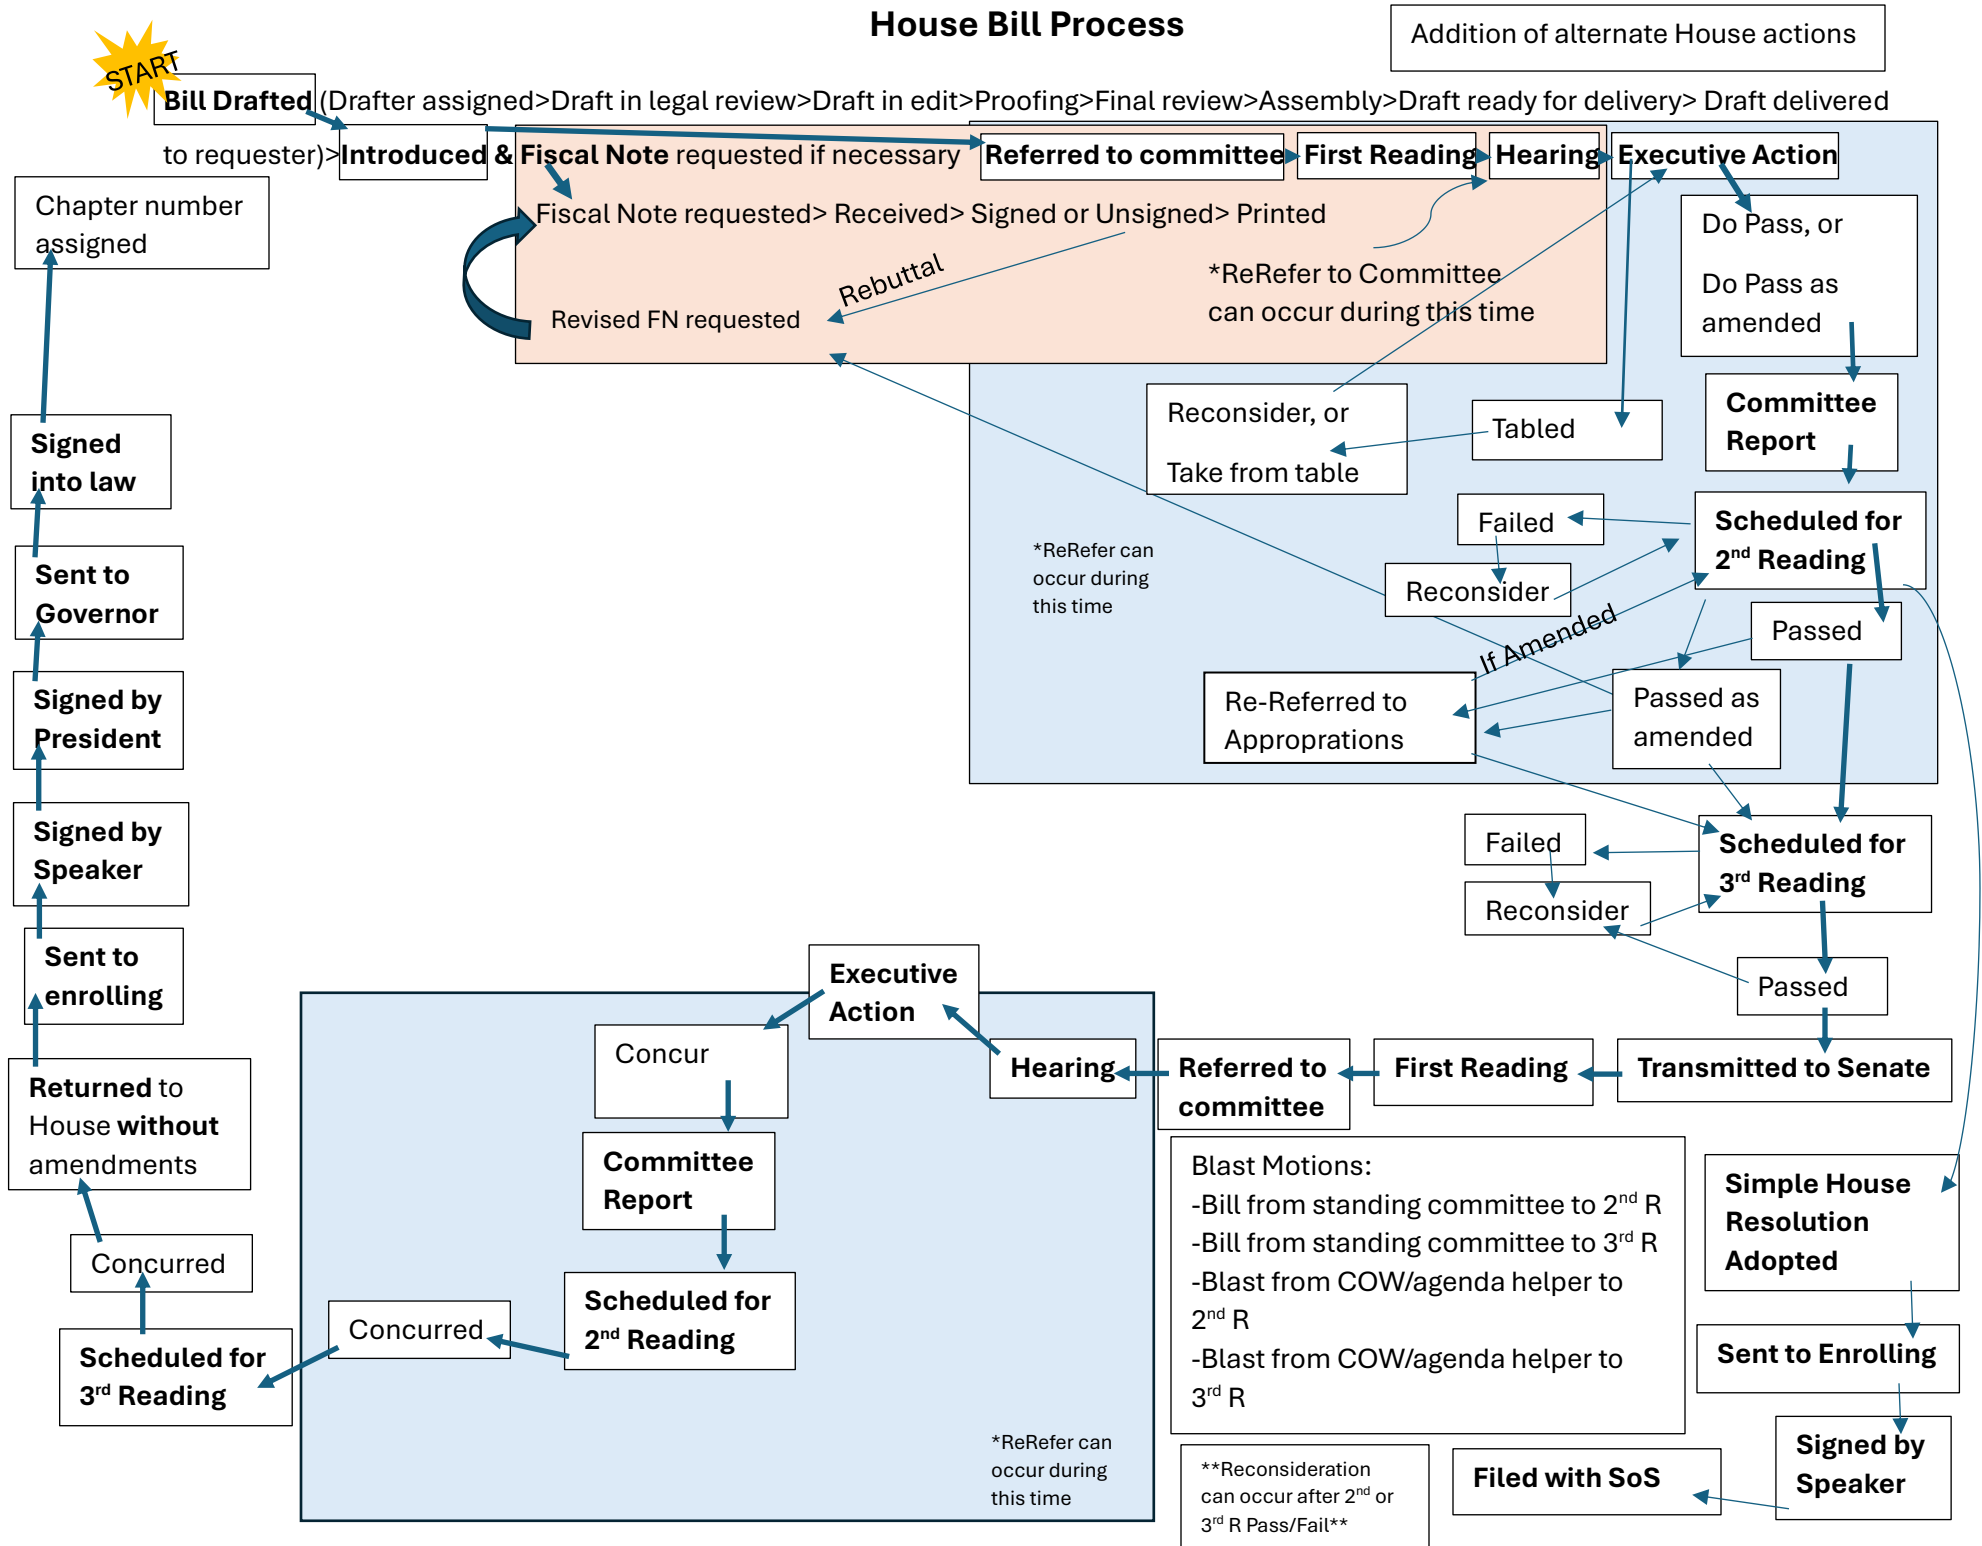 House Bill Process
Addition of alternate House actions
START
Bill Drafted (Drafter assigned>Draft in legal review>Draft in edit>Proofing>Final review>Assembly>Draft ready for delivery> Draft delivered
to requester)>Introduced & Fiscal Note requested if necessary
Referred to committee
First Reading
Hearing
Executive Action
Fiscal Note requested> Received> Signed or Unsigned> Printed
Rebuttal
Revised FN requested
*ReRefer to Committee
can occur during this time
Do Pass, or
Do Pass as
amended
Committee
Report
Reconsider, or
Take from table
Tabled
Scheduled for
2nd Reading
Failed
Reconsider
*ReRefer can
occur during
this time
If Amended
Passed
Passed as
amended
Re-Referred to
Approprations
Scheduled for
3rd Reading
Failed
Reconsider
Passed
Transmitted to Senate
First Reading
Referred to
committee
Hearing
Executive
Action
Concur
Committee
Report
Scheduled for
2nd Reading
Concurred
*ReRefer can
occur during
this time
Scheduled for
3rd Reading
Concurred
Returned to
House without
amendments
Sent to
enrolling
Signed by
Speaker
Signed by
President
Sent to
Governor
Signed
into law
Chapter number
assigned
Blast Motions:
-Bill from standing committee to 2nd R
-Bill from standing committee to 3rd R
-Blast from COW/agenda helper to
2nd R
-Blast from COW/agenda helper to
3rd R
**Reconsideration
can occur after 2nd or
3rd R Pass/Fail**
Simple House
Resolution
Adopted
Sent to Enrolling
Signed by
Speaker
Filed with SoS